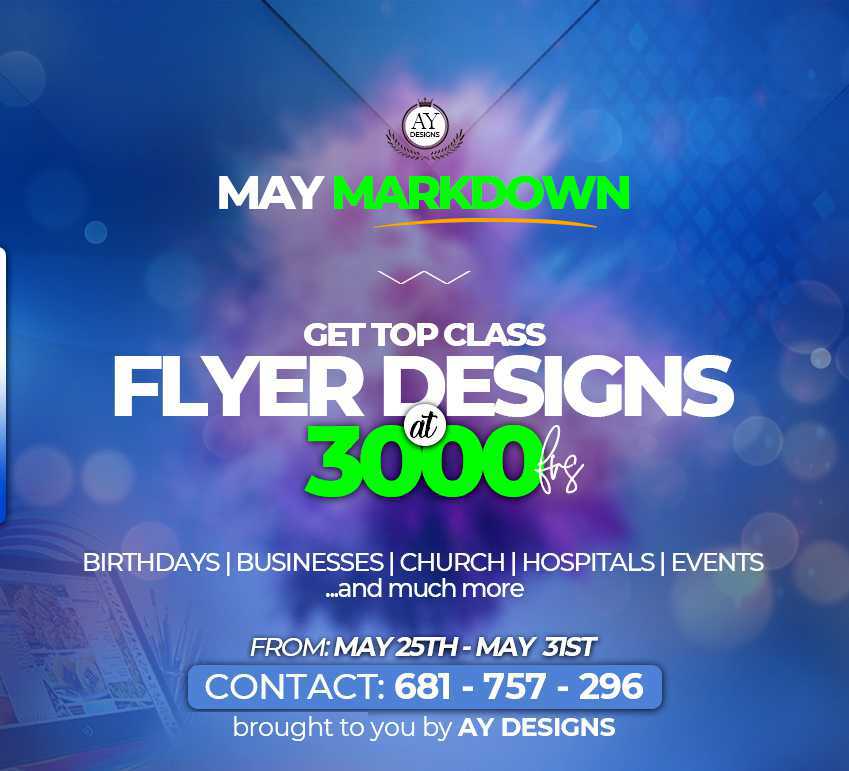 AY
DESIGNS
MAY MARKDOWN
GET TOP CLASS
FLYER DESIGNS
at
3000frs
BIRTHDAYS | BUSINESSES | CHURCH | HOSPITALS | EVENTS
...and much more
FROM: MAY 25TH - MAY 31ST
CONTACT: 681 - 757 - 296
brought to you by AY DESIGNS